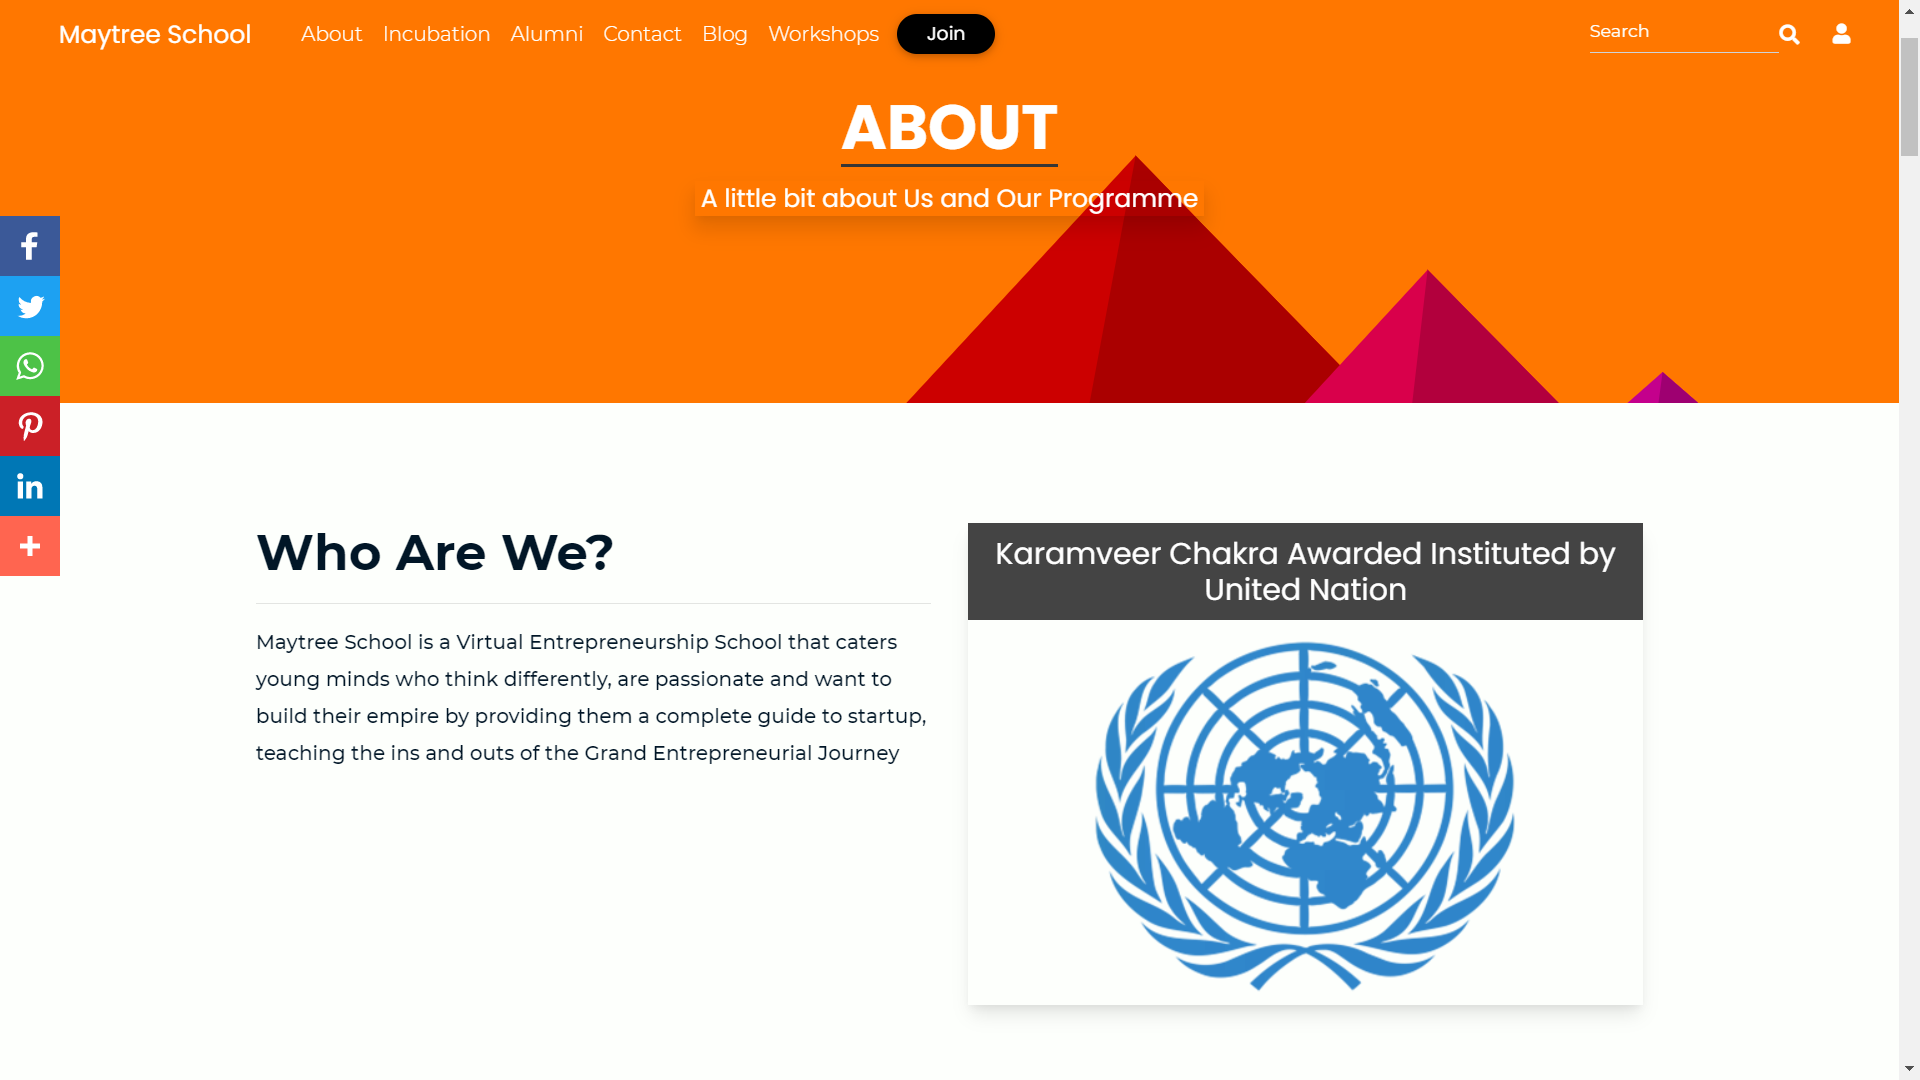 Maytree School
About
Incubation
Alumni
Contact
Blog
Workshops
Join
Search
ABOUT
A little bit about Us and Our Programme
Who Are We?
Maytree School is a Virtual Entrepreneurship School that caters
young minds who think differently, are passionate and want to
build their empire by providing them a complete guide to startup,
teaching the ins and outs of the Grand Entrepreneurial Journey
Karamveer Chakra Awarded Instituted by
United Nation